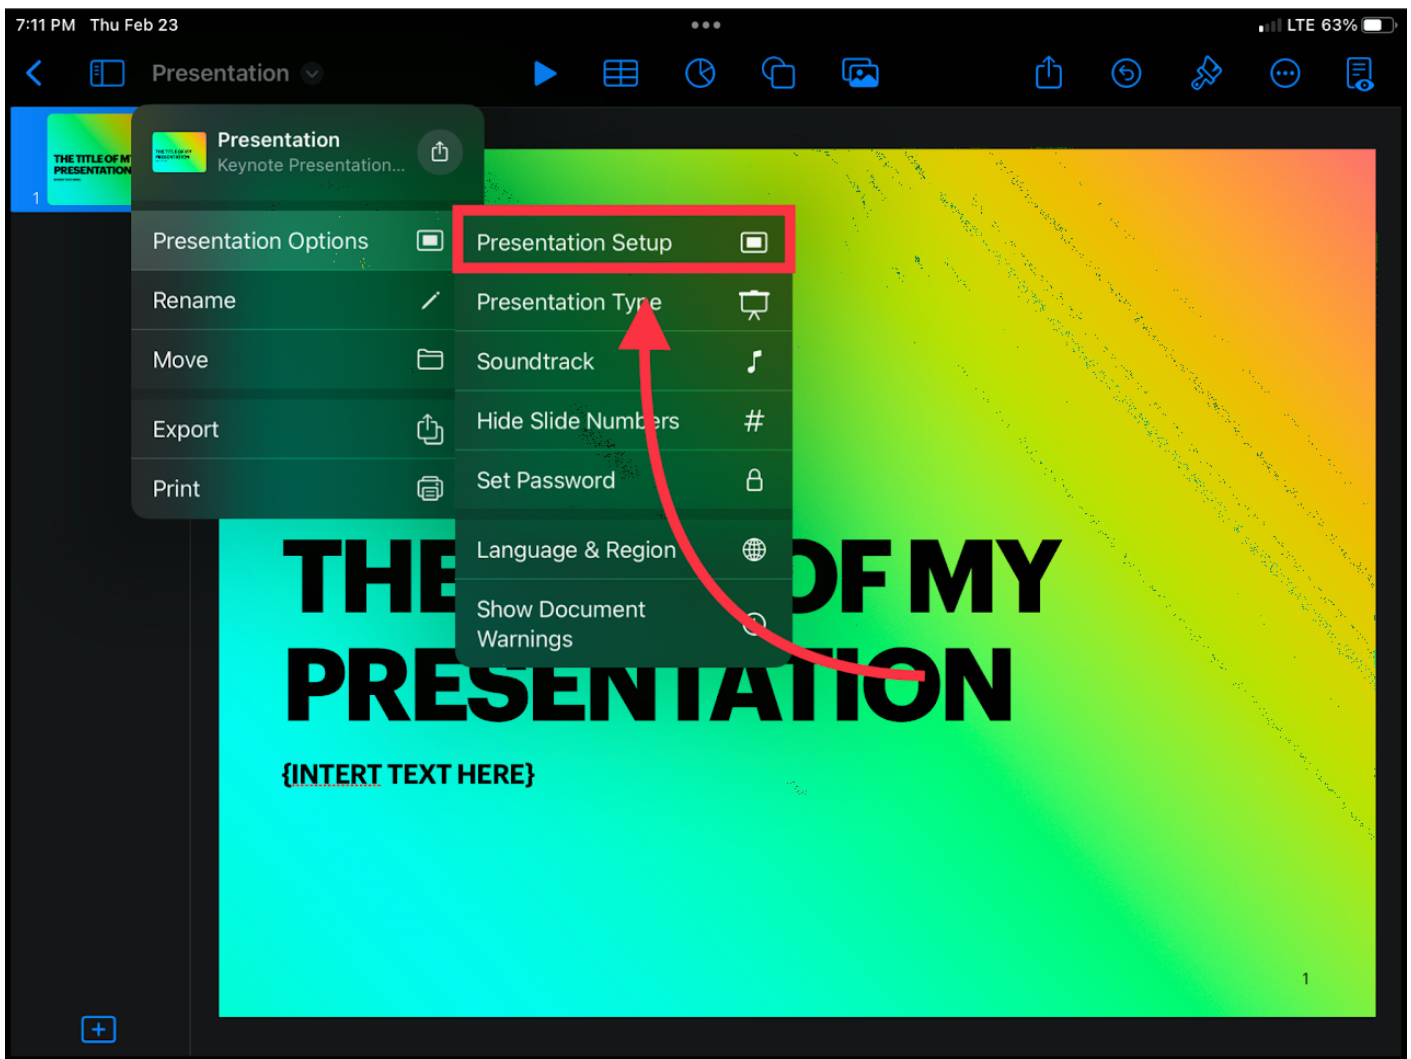 7:11 PM Thu Feb 23
LTE 63%
Presentation
THE TITLE OF M
PRESENTATION
1
Presentation
Keynote Presentation...
Presentation Options
Rename
Move
Export
Print
Presentation Setup
Presentation Type
Soundtrack
Hide Slide Numbers
#
Set Password
Language & Region
Show Document
Warnings
THE OF MY
PRESENTATION
{INTERT TEXT HERE}
1